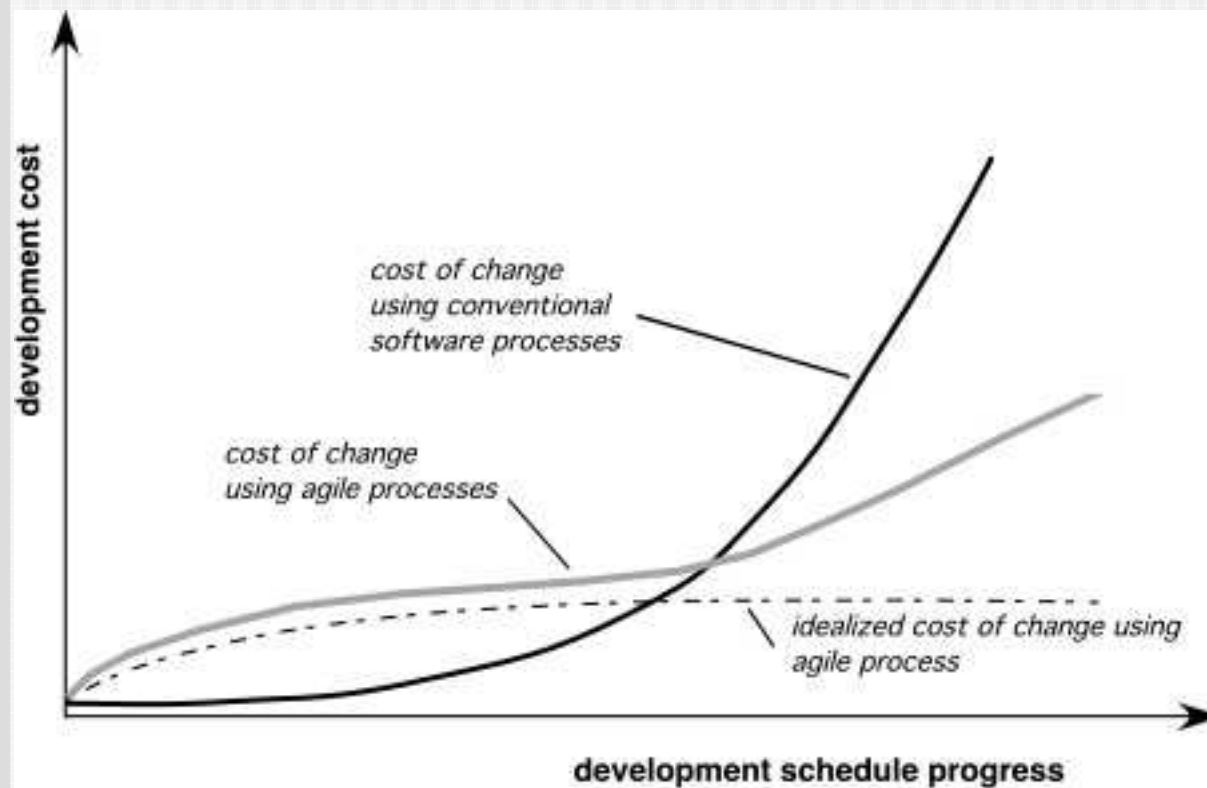 development cost
cost of change
using conventional
software processes
cost of change
using agile processes
idealized cost of change using
agile process
development schedule progress